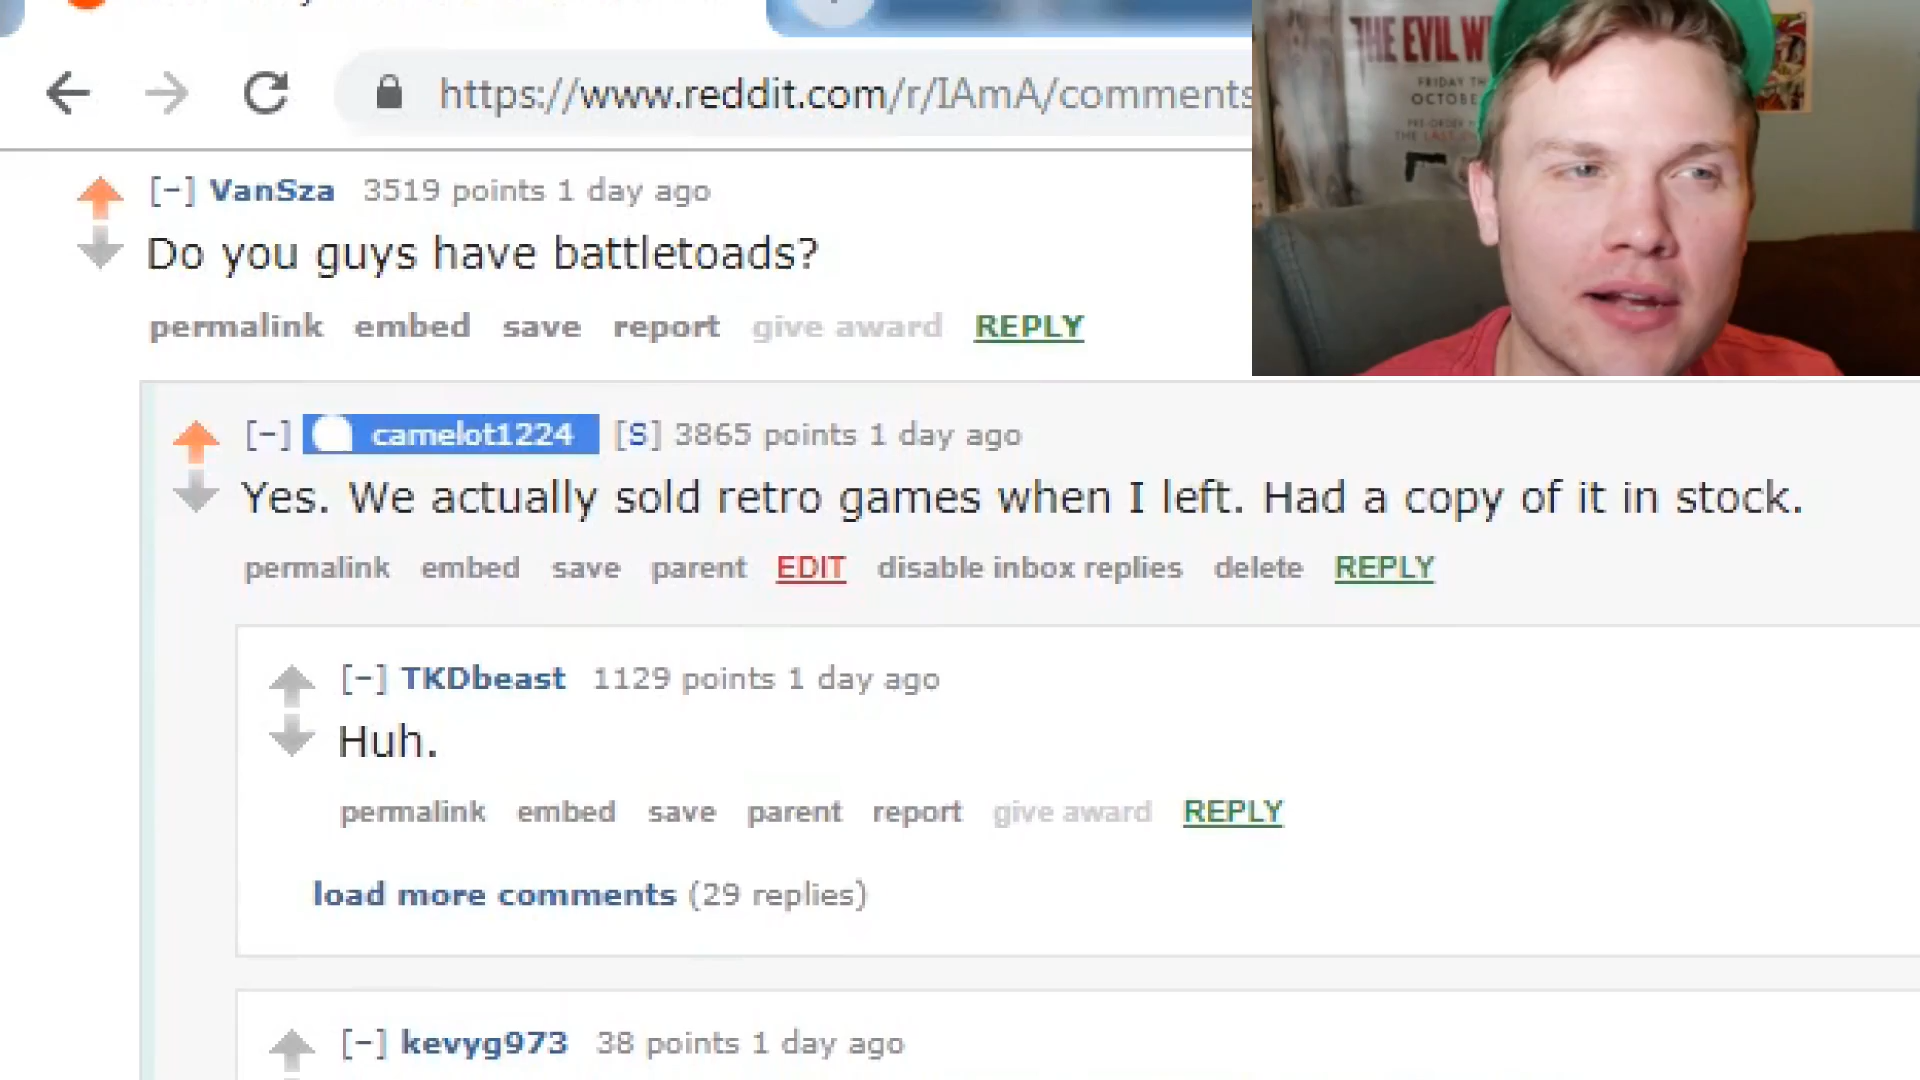 https://www.reddit.com/r/IAmA/comments
THE EVIL W
FRIDAY TH
OCTOBE
THE LAST
[-] VanSza 3519 points 1 day ago
Do you guys have battletoads?
permalink embed save report give award REPLY
[-] camelot1224 [S] 3865 points 1 day ago
Yes. We actually sold retro games when I left. Had a copy of it in stock.
permalink embed save parent EDIT disable inbox replies delete REPLY
[-] TKDbeast 1129 points 1 day ago
Huh.
permalink embed save parent report give award REPLY
load more comments (29 replies)
[-] kevyg973 38 points 1 day ago